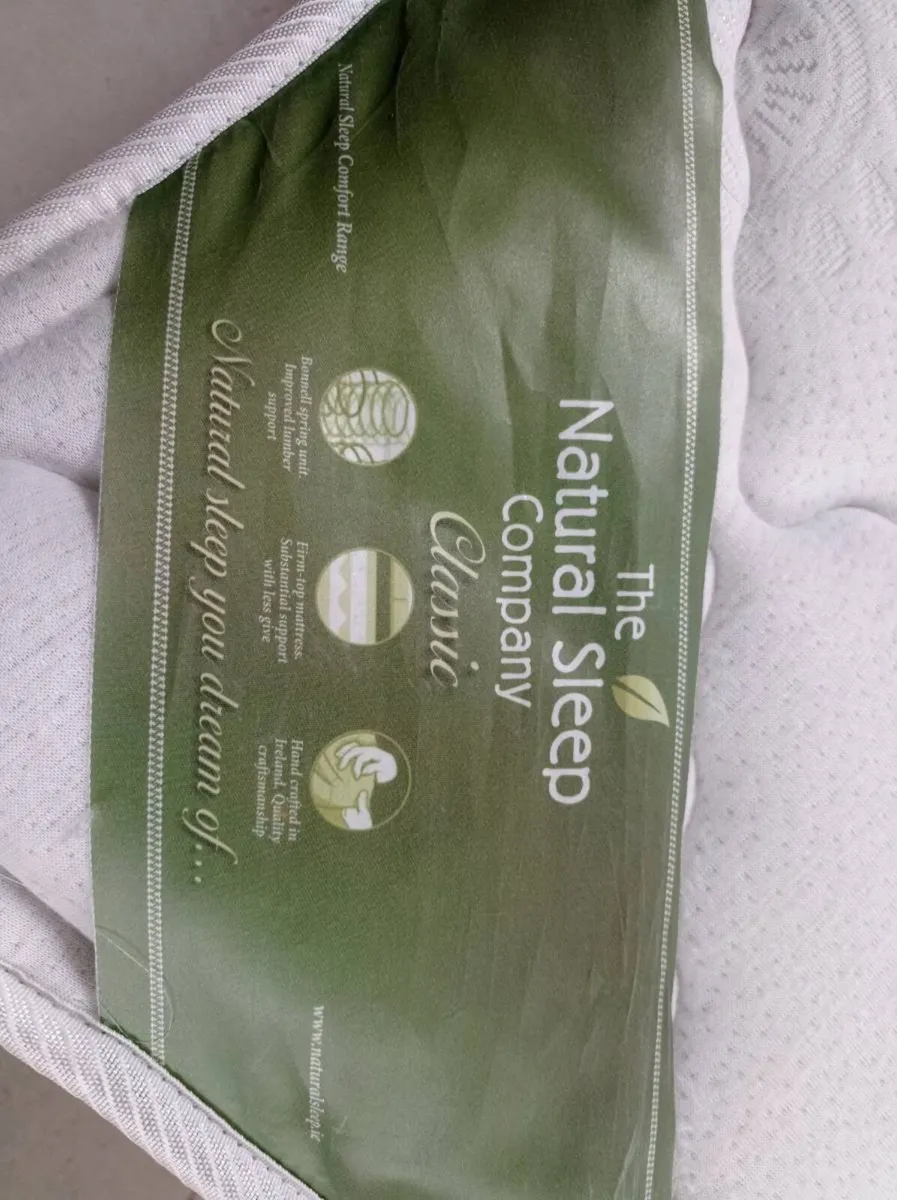 The
Natural Sleep
Company
Classic
Natural Sleep Comfort Range
Bonnell spring unit.
Improved lumber
support
Firm-top mattress.
Substantial support
with less give
Hand crafted in
Ireland. Quality
craftsmanship
www.naturalsleep.ie
Natural sleep you dream of...